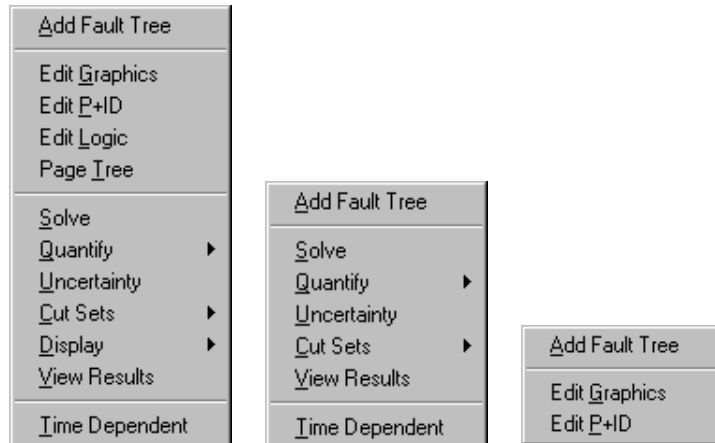 Add Fault Tree
Edit Graphics
Edit P+ID
Edit Logic
Page Tree
Solve
Quantify
Uncertainty
Cut Sets
Display
View Results
Time Dependent
Add Fault Tree
Solve
Quantify
Uncertainty
Cut Sets
View Results
Time Dependent
Add Fault Tree
Edit Graphics
Edit P+ID